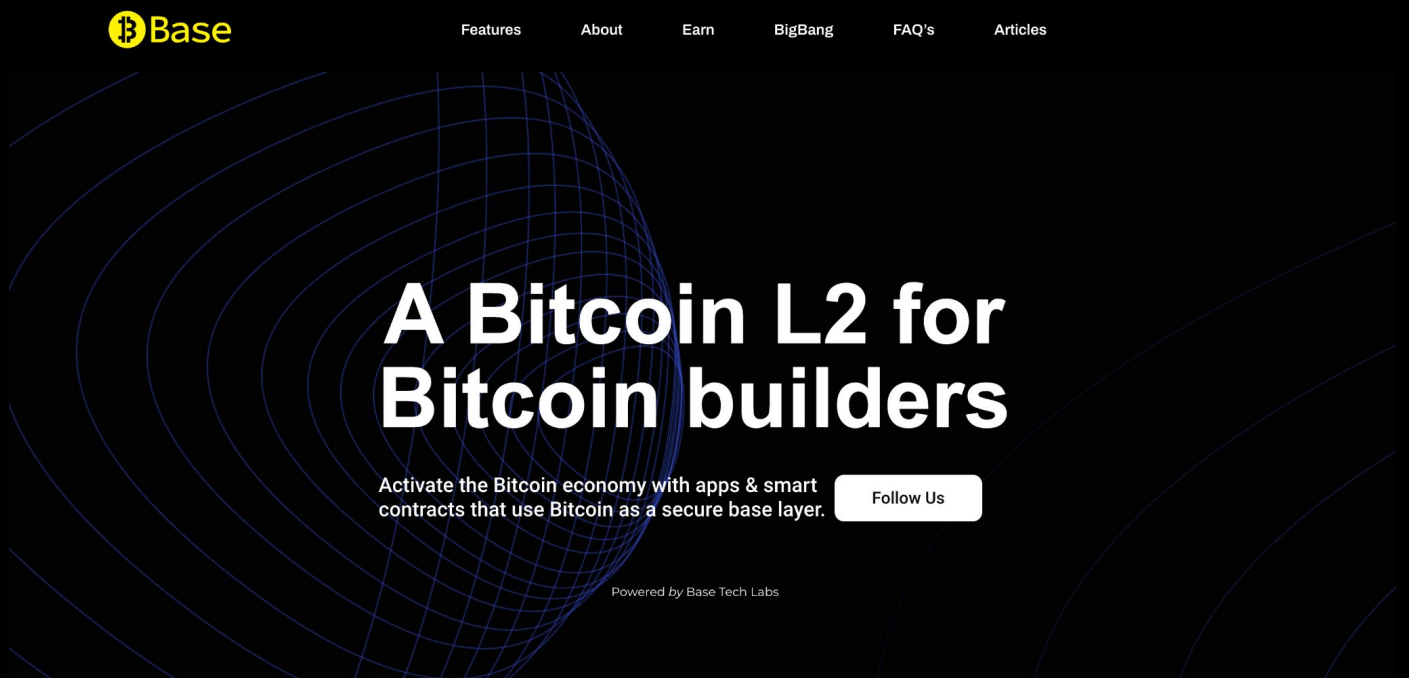 Base
Features About Earn BigBang FAQ’s Articles
A Bitcoin L2 for
Bitcoin builders
Activate the Bitcoin economy with apps & smart
contracts that use Bitcoin as a secure base layer.
Follow Us
Powered by Base Tech Labs